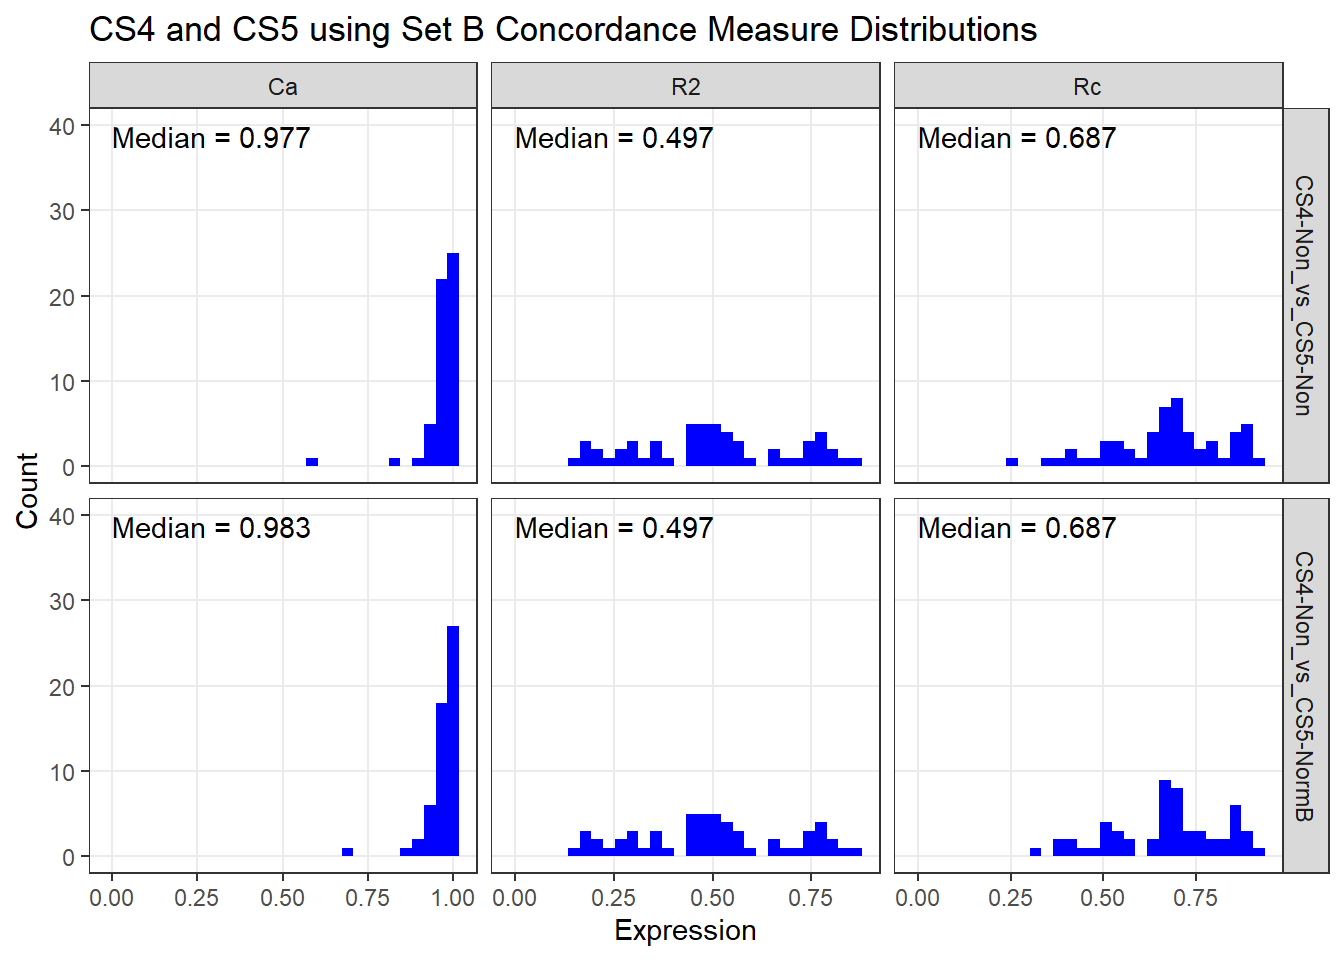 CS4 and CS5 using Set B Concordance Measure Distributions
Ca
R2
Rc
Median = 0.977
Median = 0.497
Median = 0.687
40
30
20
10
0
CS4-Non_vs_CS5-Non
Count
Median = 0.983
Median = 0.497
Median = 0.687
40
30
20
10
0
CS4-Non_vs_CS5-NormB
0.00 0.25 0.50 0.75 1.00
0.00 0.25 0.50 0.75
0.00 0.25 0.50 0.75
Expression